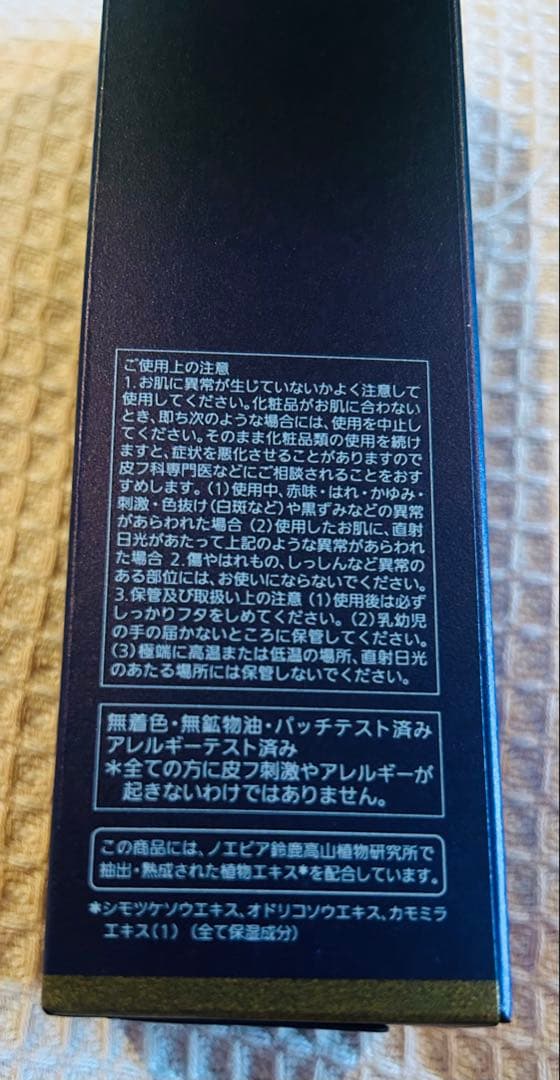 ご使用上の注意
1.お肌に異常が生じていないかよく注意して
使用してください。化粧品がお肌に合わない
とき、即ち次のような場合には、使用を中止し
てください。そのまま化粧品類の使用を続け
ますと、症状を悪化させることがありますので
皮フ科専門医などにご相談されることをおす
すめします。(1)使用中、赤味・はれ・かゆみ・
刺激・色抜け(白斑など)や黒ずみなどの異常
があらわれた場合 (2)使用したお肌に、直射
日光があたって上記のような異常があらわれ
た場合 2.傷やはれもの、しっしんなど異常の
ある部位には、お使いにならないでください。
3.保管及び取扱い上の注意 (1)使用後は必ず
しっかりフタをしめてください。(2)乳幼児
の手の届かないところに保管してください。
(3)極端に高温または低温の場所、直射日光
のあたる場所には保管しないでください。
無着色・無鉱物油・パッチテスト済み
アレルギーテスト済み
*全ての方に皮フ刺激やアレルギーが
起きないわけではありません。
この商品には、ノエビア鈴鹿高山植物研究所で
抽出・熟成された植物エキス*を配合しています。
*シモツケソウエキス、オドリコソウエキス、カモミラ
エキス(1) (全て保湿成分)